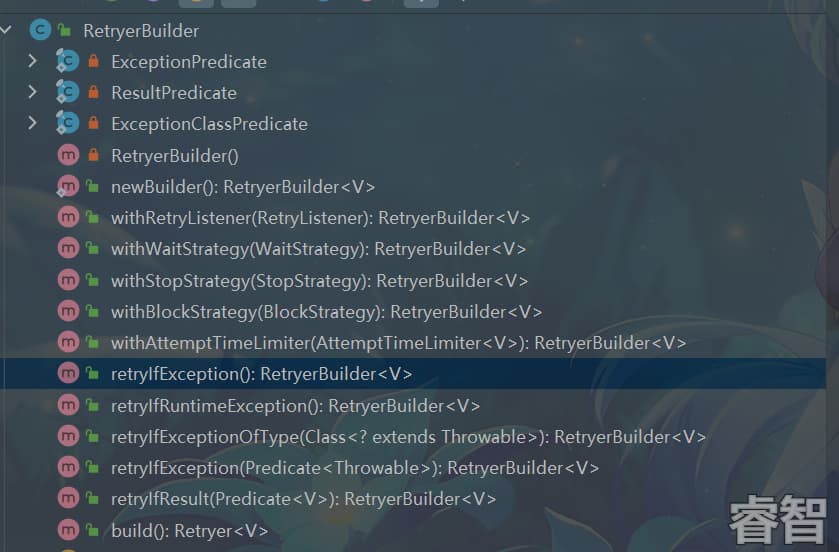 RetryerBuilder
ExceptionPredicate
ResultPredicate
ExceptionClassPredicate
RetryerBuilder()
newBuilder(): RetryerBuilder<V>
withRetryListener(RetryListener): RetryerBuilder<V>
withWaitStrategy(WaitStrategy): RetryerBuilder<V>
withStopStrategy(StopStrategy): RetryerBuilder<V>
withBlockStrategy(BlockStrategy): RetryerBuilder<V>
withAttemptTimeLimiter(AttemptTimeLimiter<V>): RetryerBuilder<V>
retryIfException(): RetryerBuilder<V>
retryIfRuntimeException(): RetryerBuilder<V>
retryIfExceptionOfType(Class<? extends Throwable>): RetryerBuilder<V>
retryIfException(Predicate<Throwable>): RetryerBuilder<V>
retryIfResult(Predicate<V>): RetryerBuilder<V>
build(): Retryer<V>
睿智